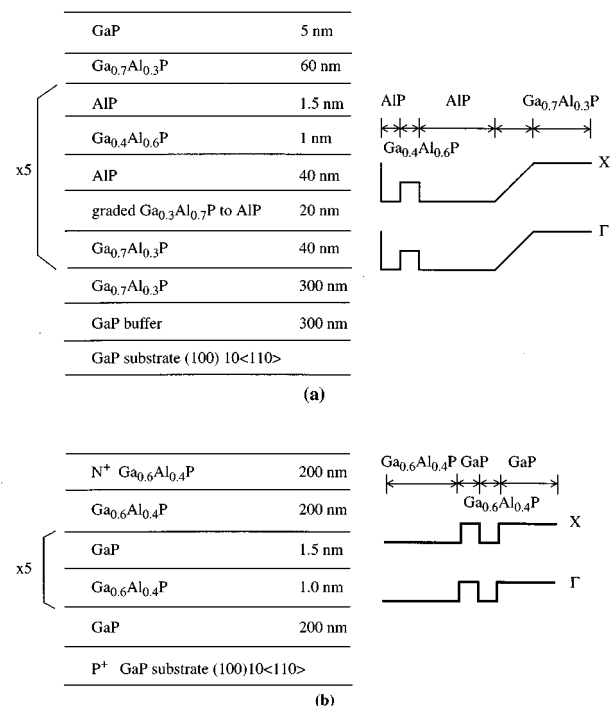 GaP 5 nm
Ga0.7Al0.3P 60 nm
AlP 1.5 nm
Ga0.4Al0.6P 1 nm
AlP 40 nm
graded Ga0.3Al0.7P to AlP 20 nm
Ga0.7Al0.3P 40 nm
Ga0.7Al0.3P 300 nm
GaP buffer 300 nm
GaP substrate (100) 10<110>
x5
AlP AlP Ga0.7Al0.3P
Ga0.4Al0.6P
X
Γ
(a)
N+ Ga0.6Al0.4P 200 nm
Ga0.6Al0.4P 200 nm
GaP 1.5 nm
Ga0.6Al0.4P 1.0 nm
GaP 200 nm
P+ GaP substrate (100)10<110>
x5
Ga0.6Al0.4P GaP GaP
Ga0.6Al0.4P
X
Γ
(b)